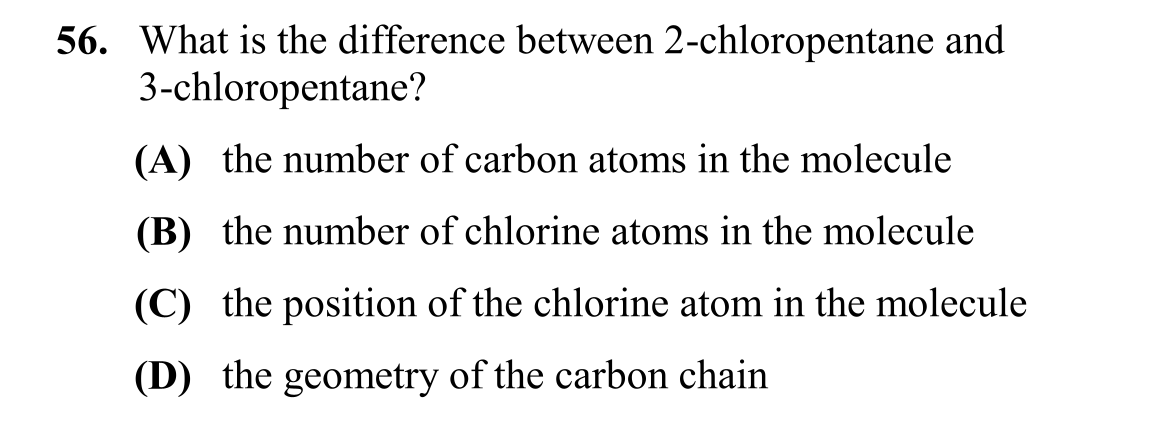 56. What is the difference between 2-chloropentane and
3-chloropentane?
(A) the number of carbon atoms in the molecule
(B) the number of chlorine atoms in the molecule
(C) the position of the chlorine atom in the molecule
(D) the geometry of the carbon chain